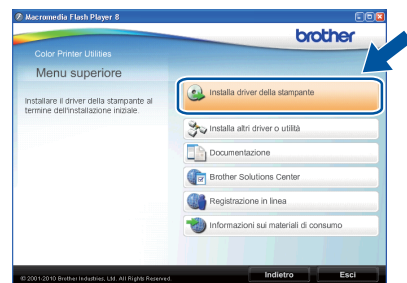 Macromedia Flash Player 8
brother
Color Printer Utilities
Menu superiore
Installare il driver della stampante al
termine dell'installazione iniziale.
Installa driver della stampante
Installa altri driver o utilità
Documentazione
Brother Solutions Center
Registrazione in linea
Informazioni sui materiali di consumo
© 2001-2010 Brother Industries, Ltd. All Rights Reserved.
Indietro
Esci